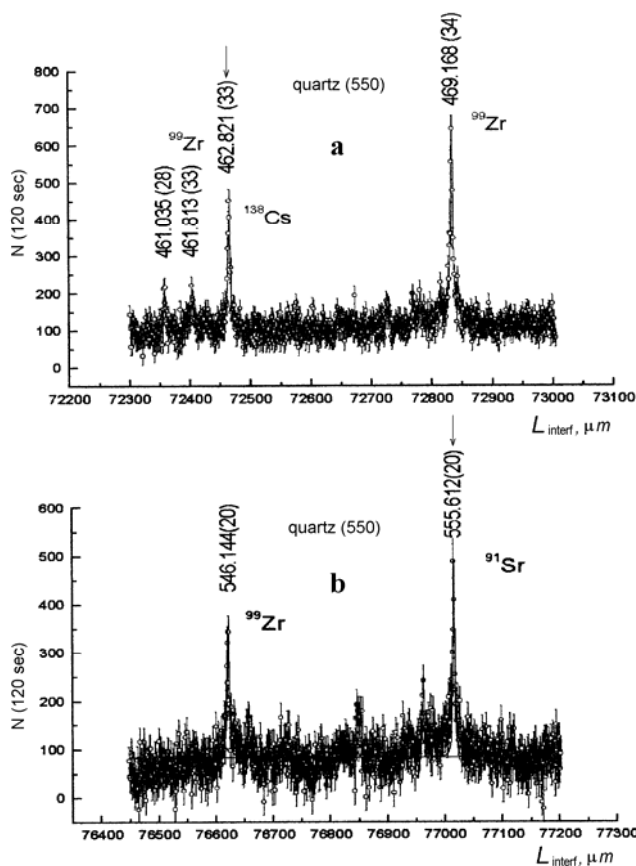 800
700
600
500
400
300
200
100
0
N (120 sec)
quartz (550)
a
461.035 (28)
461.813 (33)
⁹⁹Zr
462.821 (33)
¹³⁸Cs
469.168 (34)
⁹⁹Zr
72200 72300 72400 72500 72600 72700 72800 72900 73000 73100
L interf, μm
600
500
400
300
200
100
0
N (120 sec)
quartz (550)
b
546.144(20)
⁹⁹Zr
555.612(20)
⁹¹Sr
76400 76500 76600 76700 76800 76900 77000 77100 77200 77300
L interf, μm